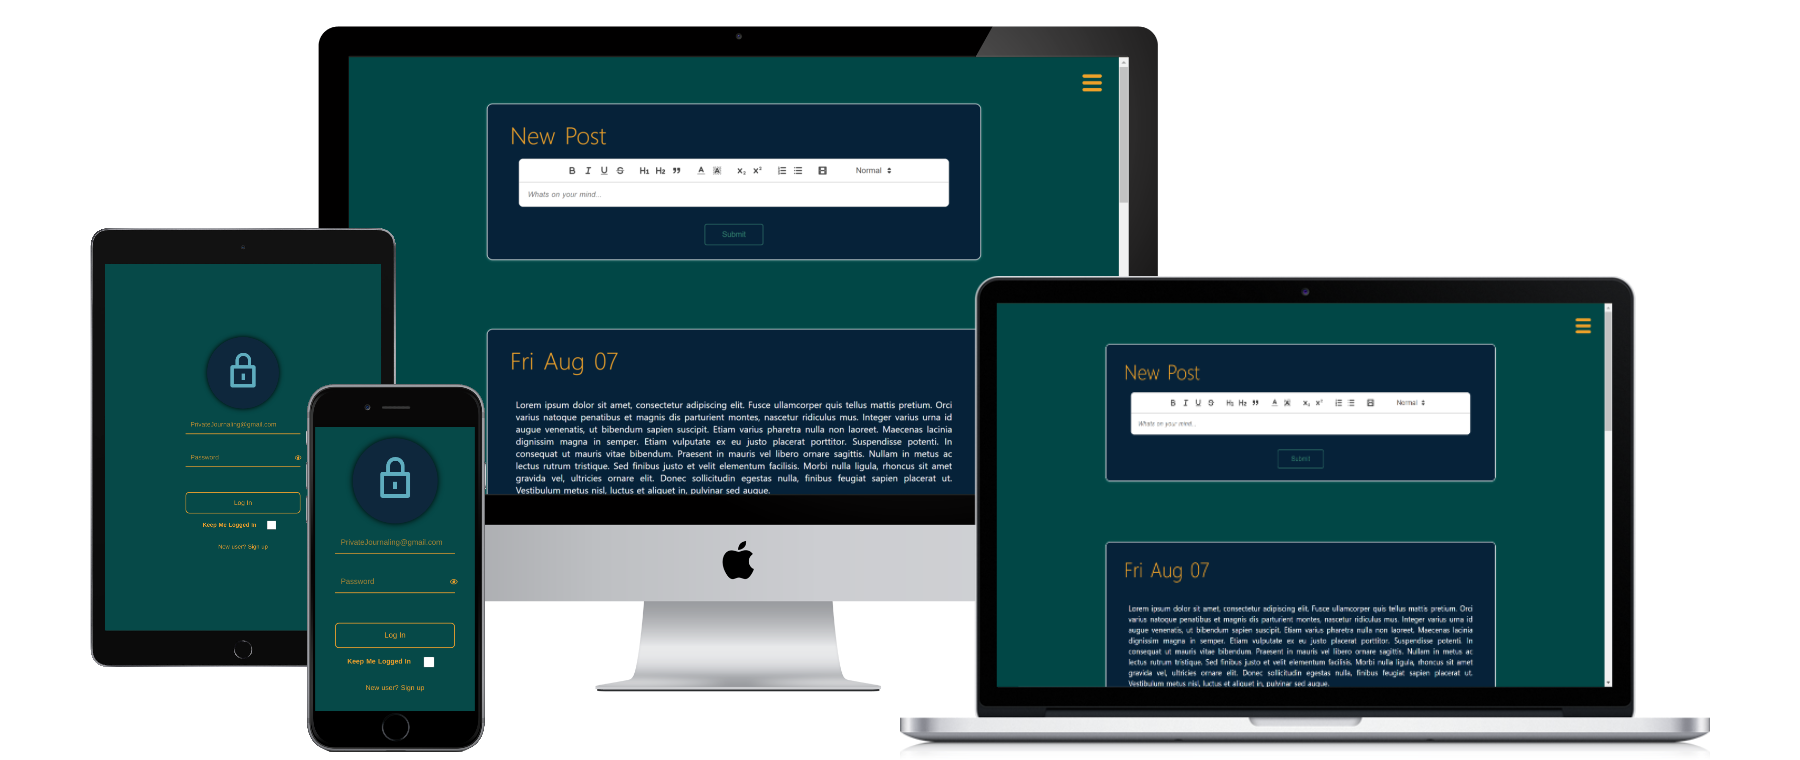 New Post
B I U S H1 H2 ” A A X2 X² Normal
Whats on your mind...
Submit
Fri Aug 07
Lorem ipsum dolor sit amet, consectetur adipiscing elit. Fusce ullamcorper quis tellus mattis pretium. Orci
varius natoque penatibus et magnis dis parturient montes, nascetur ridiculus mus. Integer varius urna id
augue venenatis, ut bibendum sapien suscipit. Etiam varius pharetra nulla non laoreet. Maecenas lacinia
dignissim magna in semper. Etiam vulputate ex eu justo placerat porttitor. Suspendisse potenti. In
consequat ut mauris vitae bibendum. Praesent in mauris vel libero ornare sagittis. Nullam in metus ac
lectus rutrum tristique. Sed finibus justo et velit elementum facilisis. Morbi nulla ligula, rhoncus sit amet
gravida vel, ultricies ornare elit. Donec sollicitudin egestas nulla, finibus feugiat sapien placerat ut.
Vestibulum metus nisl, luctus et aliquet in, pulvinar sed augue.
PrivateJournaling@gmail.com
Password
Log In
Keep Me Logged In
New user? Sign up
PrivateJournaling@gmail.com
Password
Log In
Keep Me Logged In
New user? Sign up
New Post
B I U S H1 H2 ” A A X2 X² Normal
Whats on your mind...
Submit
Fri Aug 07
Lorem ipsum dolor sit amet, consectetur adipiscing elit. Fusce ullamcorper quis tellus mattis pretium. Orci
varius natoque penatibus et magnis dis parturient montes, nascetur ridiculus mus. Integer varius urna id
augue venenatis, ut bibendum sapien suscipit. Etiam varius pharetra nulla non laoreet. Maecenas lacinia
dignissim magna in semper. Etiam vulputate ex eu justo placerat porttitor. Suspendisse potenti. In
consequat ut mauris vitae bibendum. Praesent in mauris vel libero ornare sagittis. Nullam in metus ac
lectus rutrum tristique. Sed finibus justo et velit elementum facilisis. Morbi nulla ligula, rhoncus sit amet
gravida vel, ultricies ornare elit. Donec sollicitudin egestas nulla, finibus feugiat sapien placerat ut.
Vestibulum metus nisl, luctus et aliquet in, pulvinar sed augue.